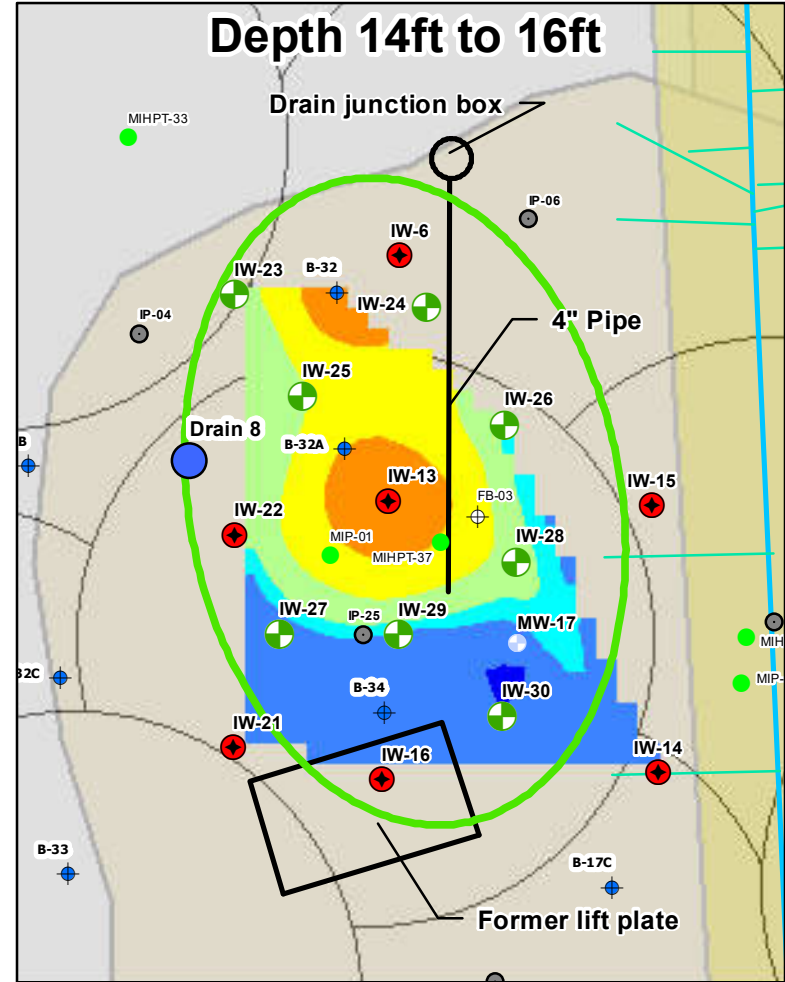 Depth 14ft to 16ft
Drain junction box
MIHPT-33
IP-06
IW-6
IW-23
B-32
IW-24
IP-04
4" Pipe
IW-25
IW-26
Drain 8
B
B-32A
IW-13
IW-15
FB-03
IW-22
MIP-01
IW-28
MIHPT-37
IW-27
IP-25
IW-29
MW-17
MIH
32C
MIP-
B-34
IW-30
IW-21
IW-16
IW-14
B-33
B-17C
Former lift plate